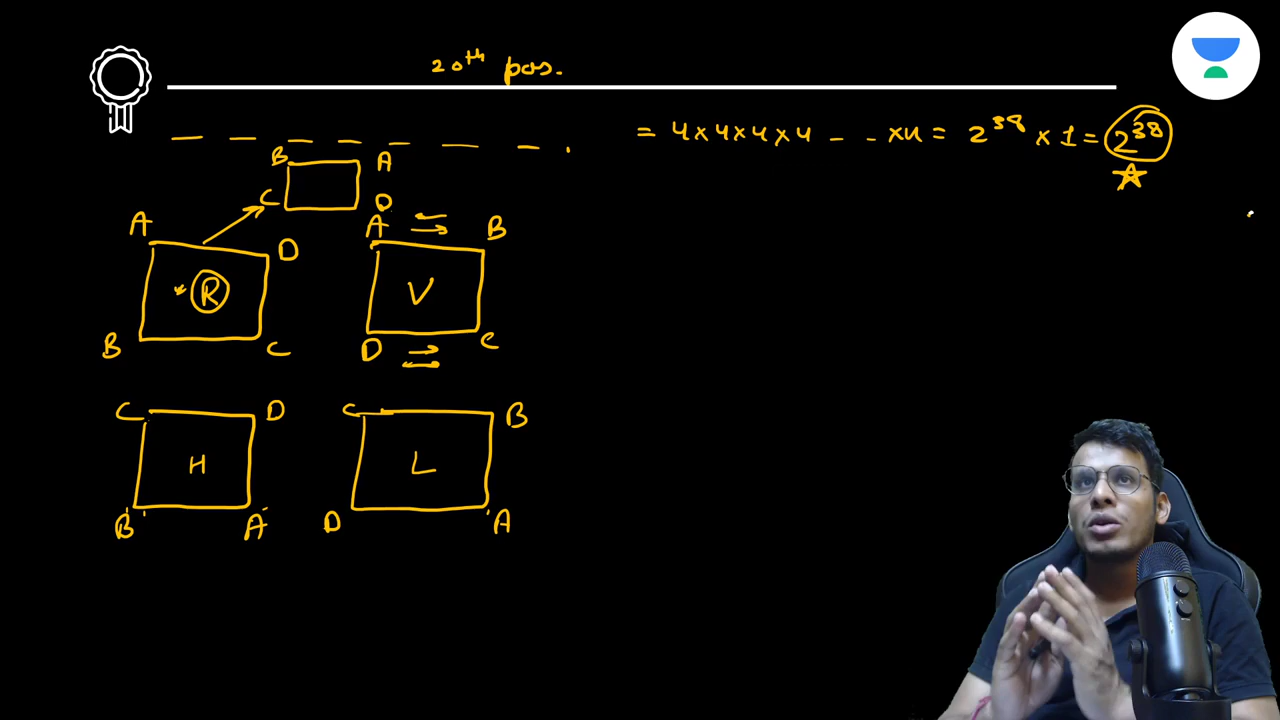 20th pos.
= 4×4×4×4 - - ×4 = 2^38 × 1 = 2^38
B A
C D
A D
R
B C
A B
V
D C
C D
H
B A
C B
L
D A